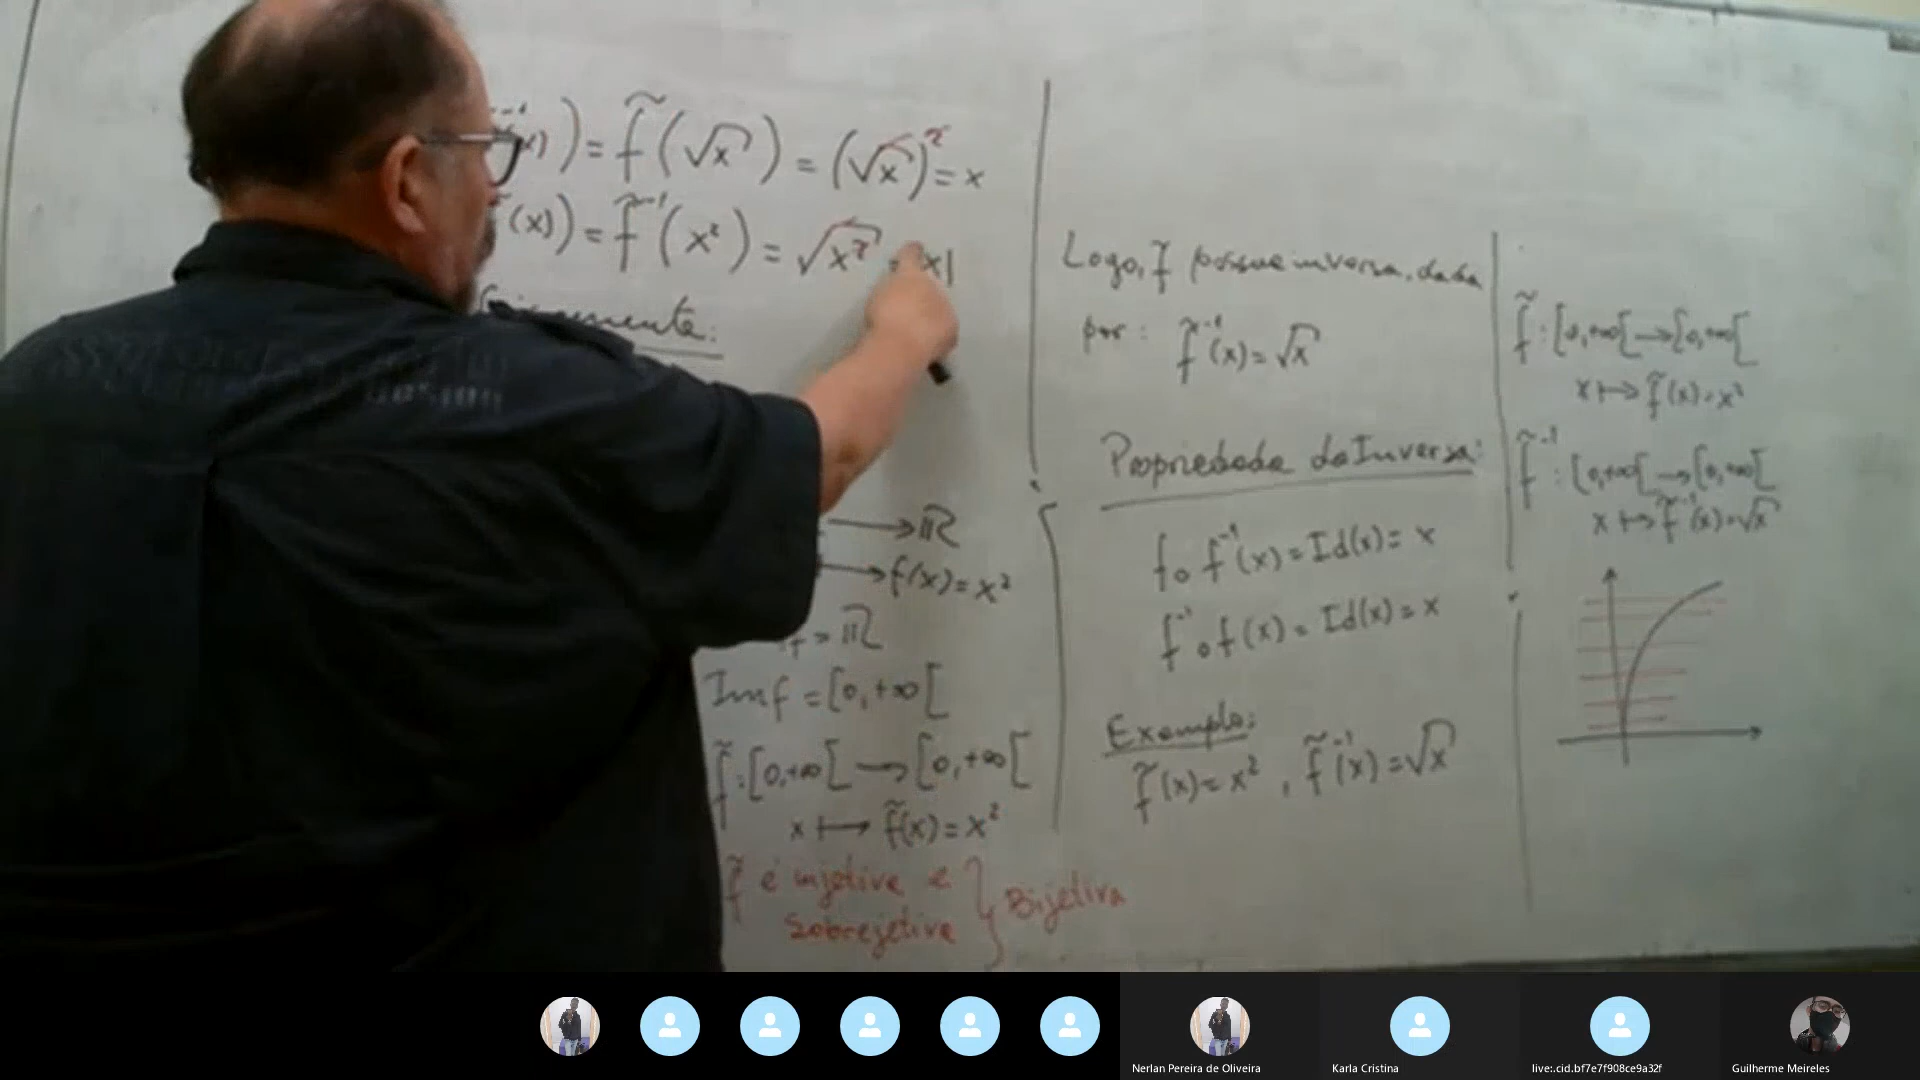 (x) ) = f̃ (√x ) = (√x)² = x
(x)) = f̃⁻¹ (x²) = √x² = |x|
→ ℝ
→ f(x) = x²
= ℝ
Im f = [0, +∞[
f̃ : [0, +∞[ → [0, +∞[
x ↦ f̃(x) = x²
f̃ é injetiva e
sobrejetiva } Bijetiva
Logo, f̃ possue inversa, dada
por : f̃⁻¹(x) = √x
Propriedade da Inversa:
f o f⁻¹(x) = Id(x) = x
f⁻¹ o f(x) = Id(x) = x
Exemplo:
f̃(x) = x² , f̃⁻¹(x) = √x
f̃ : [0, +∞[ → [0, +∞[
x ↦ f̃(x) = x²
f̃⁻¹ : [0, +∞[ → [0, +∞[
x ↦ f̃⁻¹(x) = √x
Nerlan Pereira de Oliveira
Karla Cristina
live:.cid.bf7e7f908ce9a32f
Guilherme Meireles